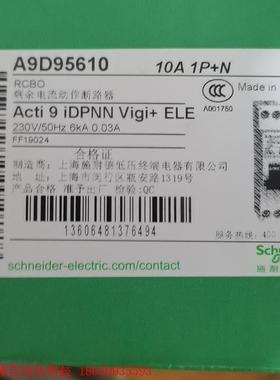 A9D95610
10A 1P+N
RCBO
剩余电流动作断路器
Acti 9 iDPNN Vigi+ ELE
230V/50Hz 6kA 0.03A
FF19024
A001750
合格证
制造商：上海施耐德低压终端电器有限公司
地址：上海市闵行区瓶安路1319号
产品合格 准予出厂 检验:QC
服务热线：400
schneider-electric.com/contact
13606481376494
Schn
施耐